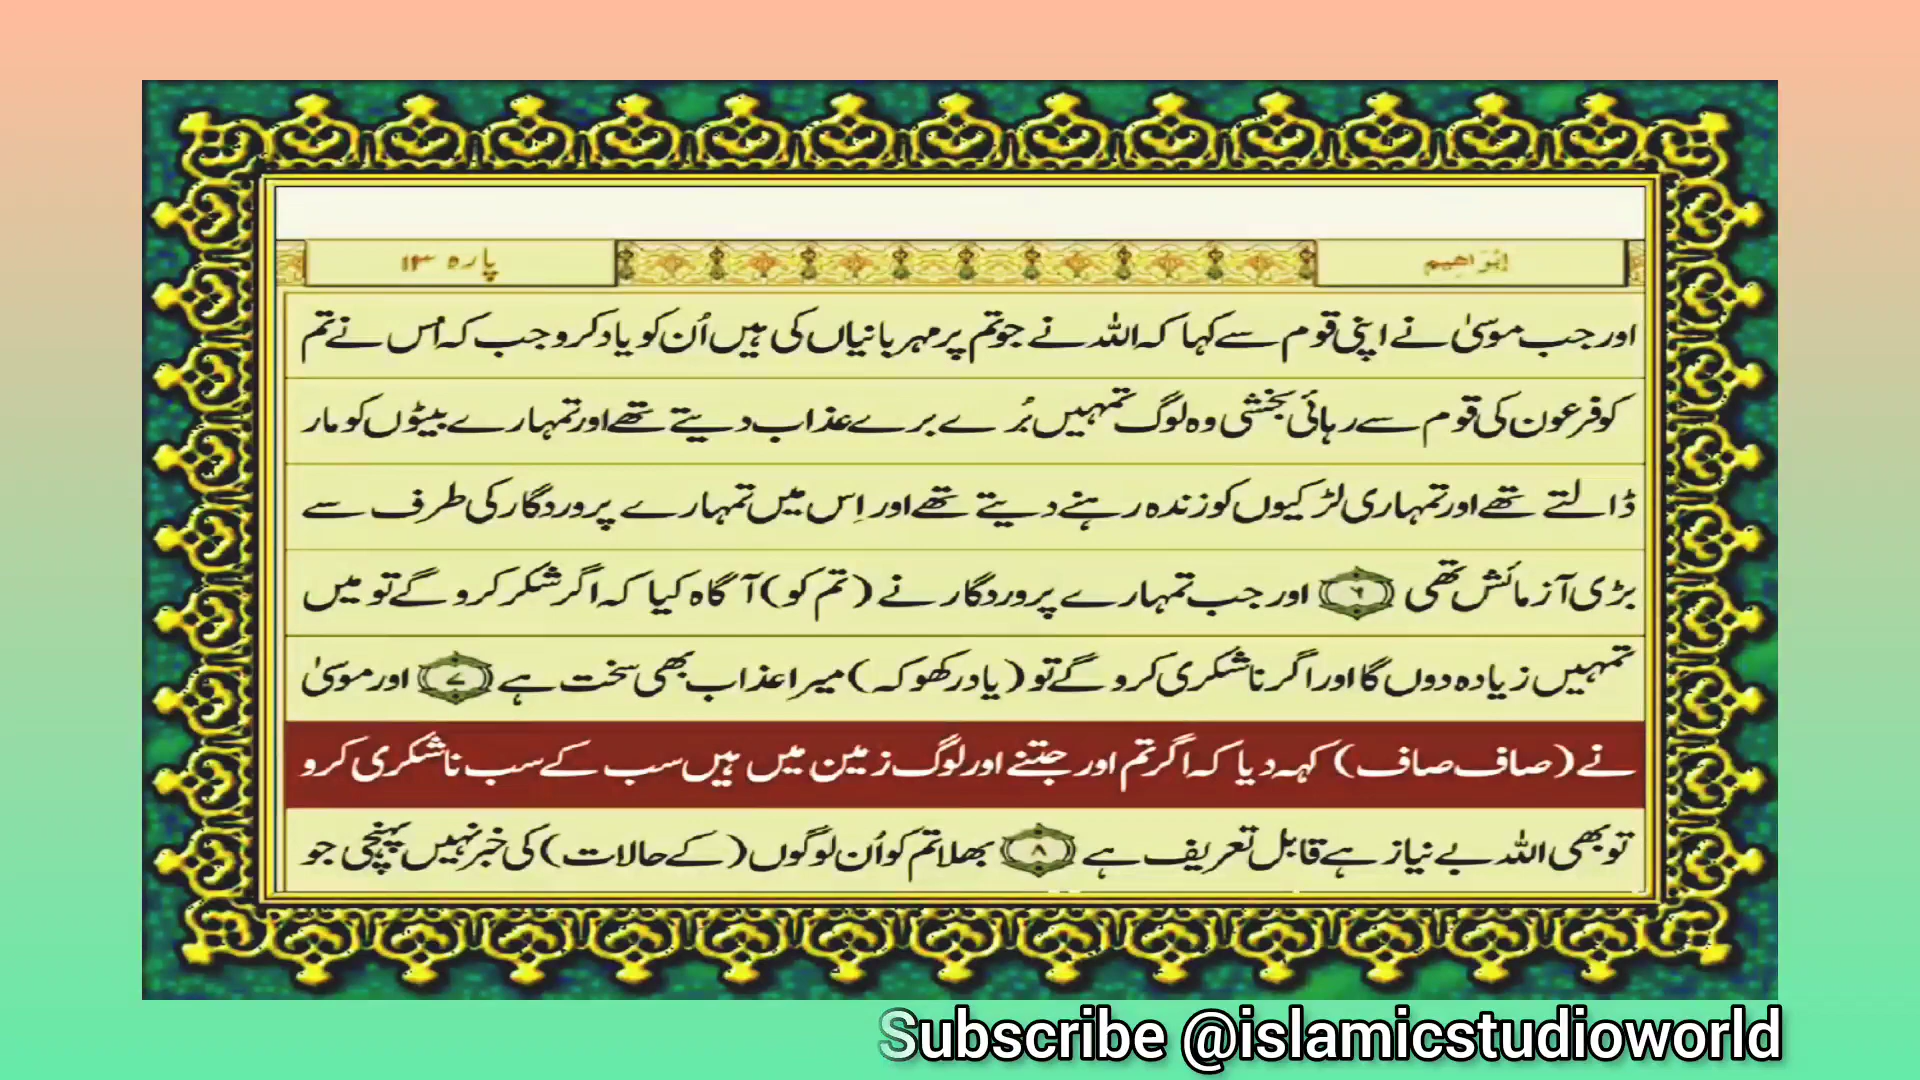 ابرٰاهیم
پارہ ۱۳
اور جب موسیٰ نے اپنی قوم سے کہا کہ اللہ نے جو تم پر مہربانیاں کی ہیں اُن کو یاد کرو جب کہ اُس نے تم
کو فرعون کی قوم سے رہائی بخشی وہ لوگ تمہیں بُرے برے عذاب دیتے تھے اور تمہارے بیٹوں کو مار
ڈالتے تھے اور تمہاری لڑکیوں کو زندہ رہنے دیتے تھے اور اِس میں تمہارے پروردگار کی طرف سے
بڑی آزمائش تھی ۶ اور جب تمہارے پروردگار نے (تم کو) آگاہ کیا کہ اگر شکر کرو گے تو میں
تمہیں زیادہ دوں گا اور اگر ناشکری کرو گے تو (یاد رکھو کہ) میرا عذاب بھی سخت ہے ۷ اور موسیٰ
نے (صاف صاف) کہہ دیا کہ اگر تم اور جتنے اور لوگ زمین میں ہیں سب کے سب ناشکری کرو
تو بھی اللہ بے نیاز ہے قابل تعریف ہے ۸ بھلا تم کو اُن لوگوں (کے حالات) کی خبر نہیں پہنچی جو
Subscribe @islamicstudioworld